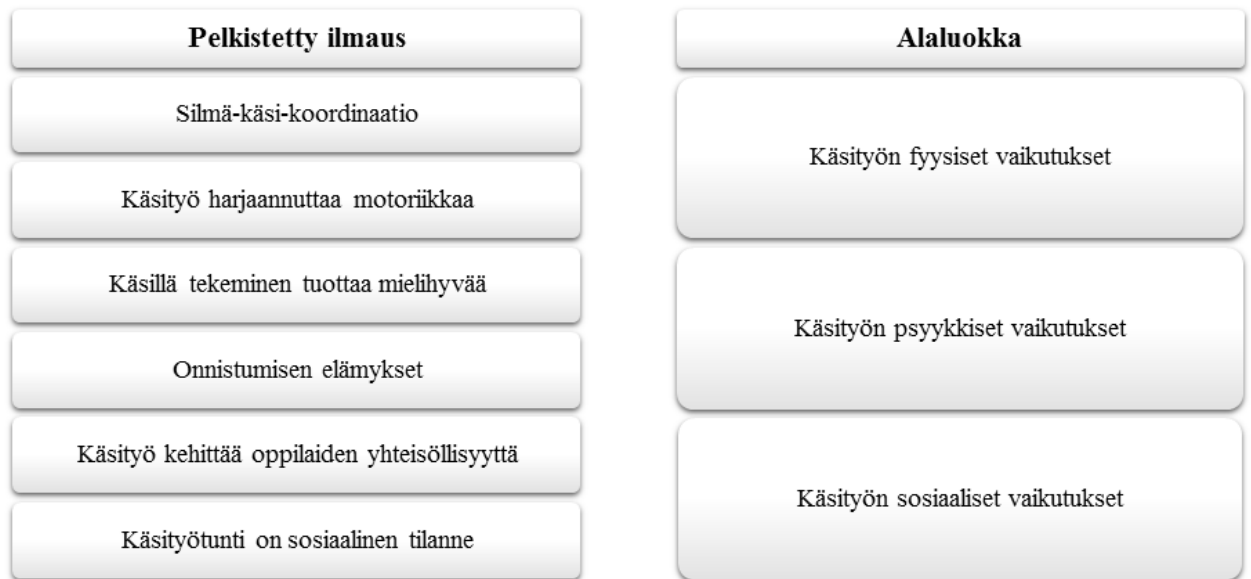 Pelkistetty ilmaus
Silmä-käsi-koordinaatio
Käsityö harjaannuttaa motoriikkaa
Käsillä tekeminen tuottaa mielihyvää
Onnistumisen elämykset
Käsityö kehittää oppilaiden yhteisöllisyyttä
Käsityötunti on sosiaalinen tilanne
Alaluokka
Käsityön fyysiset vaikutukset
Käsityön psyykkiset vaikutukset
Käsityön sosiaaliset vaikutukset